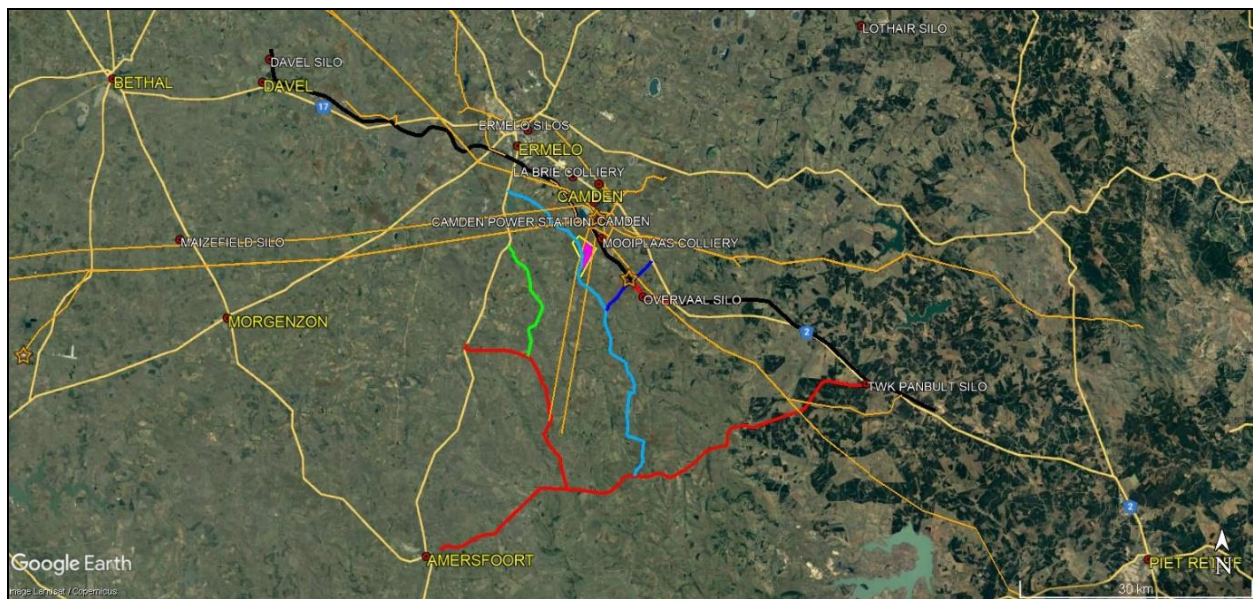 LOTHAIR SILO
DAVEL SILO
BETHAL
DAVEL
17
ERMELO SILOS
ERMELO
LA BRIE COLLIERY
CAMDEN
CAMDEN POWER STATION
CAMDEN
MAIZEFIELD SILO
MOOIPLAAS COLLIERY
OVERVAAL SILO
MORGENZON
2
TWK PANBULT SILO
2
Google Earth
AMERSFOORT
N
PIET RETIEF
Image Landsat / Copernicus
30 km